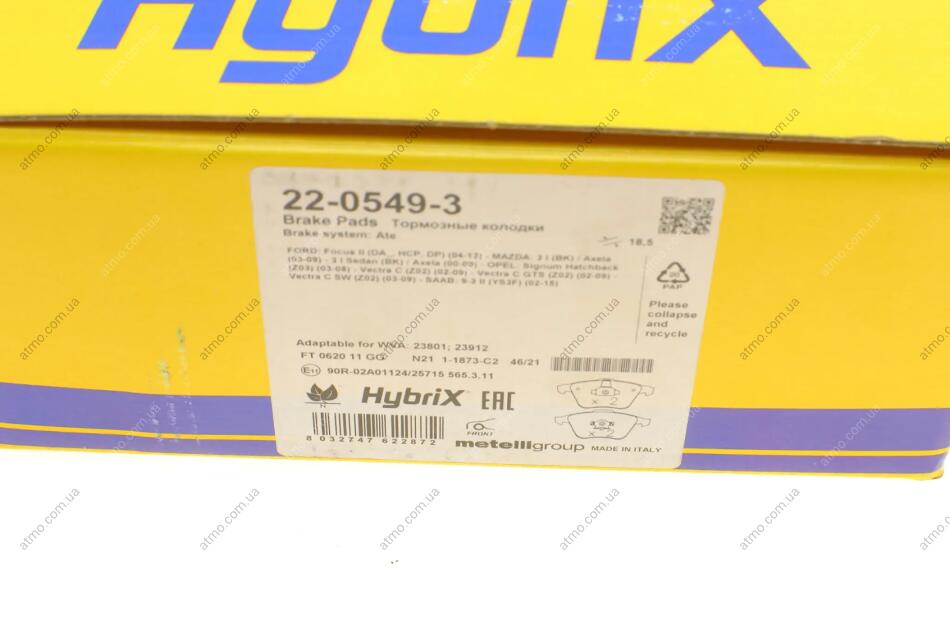 HybriX
22-0549-3
Brake Pads Тормозные колодки
Brake system: Ate
18,5
FORD: Focus II (DA_, HCP, DP) (04-12) - MAZDA: 3 I (BK) / Axela
(03-09) - 3 I Sedan (BK) / Axela (00-09) - OPEL: Signum Hatchback
(Z03) (03-08) - Vectra C (Z02) (02-09) - Vectra C GTS (Z02) (02-09) -
Vectra C SW (Z02) (03-09) - SAAB: 9-3 II (YS3F) (02-15)
20
PAP
Please
collapse
and
recycle
Adaptable for WVA: 23801; 23912
FT 0620 11 GG N21 1-1873-C2 46/21
E11 90R-02A01124/25715 565.3.11
N
HybriX EAC
x 2
x 2
8 032747 622872
FRONT
metelligroup MADE IN ITALY
atmo.com.ua